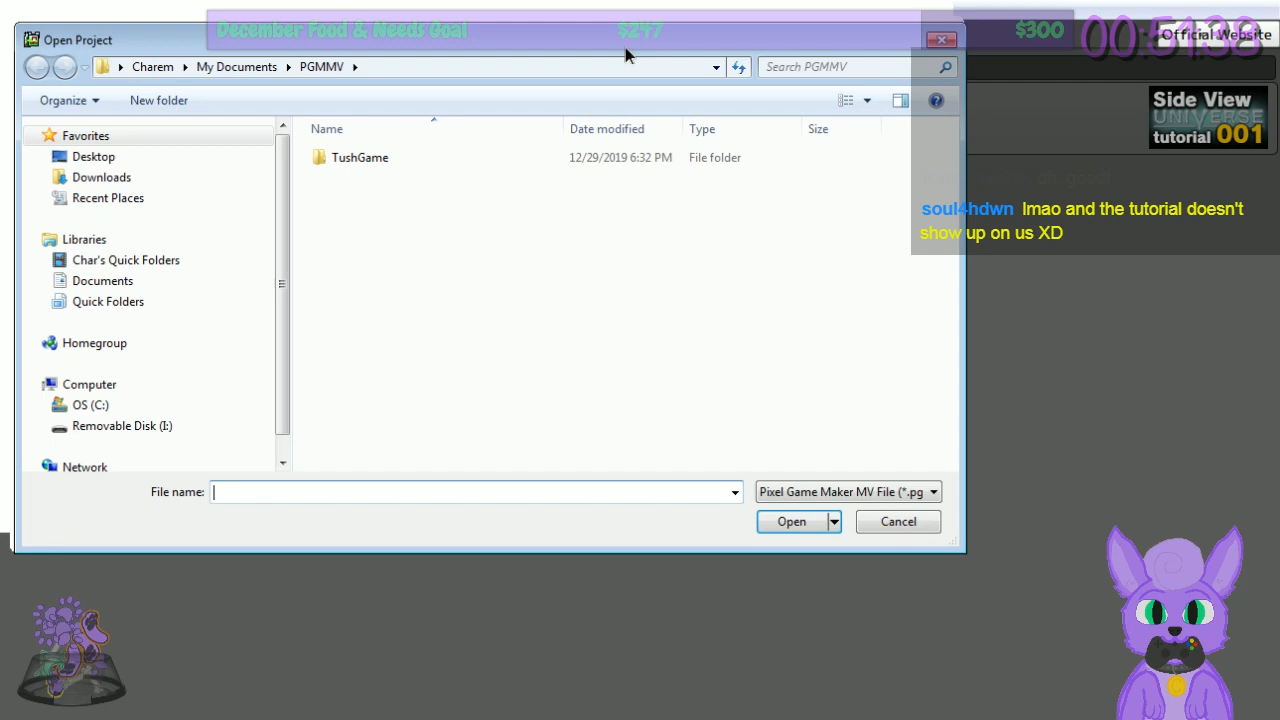 December Food & Needs Goal $247 $300
Open Project
00:51:38
Official Website
Charem My Documents PGMMV
Search PGMMV
Organize New folder
Side View
UNIVERSE
tutorial 001
Favorites
Desktop
Downloads
Recent Places
Libraries
Char's Quick Folders
Documents
Quick Folders
Homegroup
Computer
OS (C:)
Removable Disk (I:)
Network
Name Date modified Type Size
TushGame 12/29/2019 6:32 PM File folder
soul4hdwn lmao and the tutorial doesn't
show up on us XD
File name: Pixel Game Maker MV File (*.pg
Open Cancel